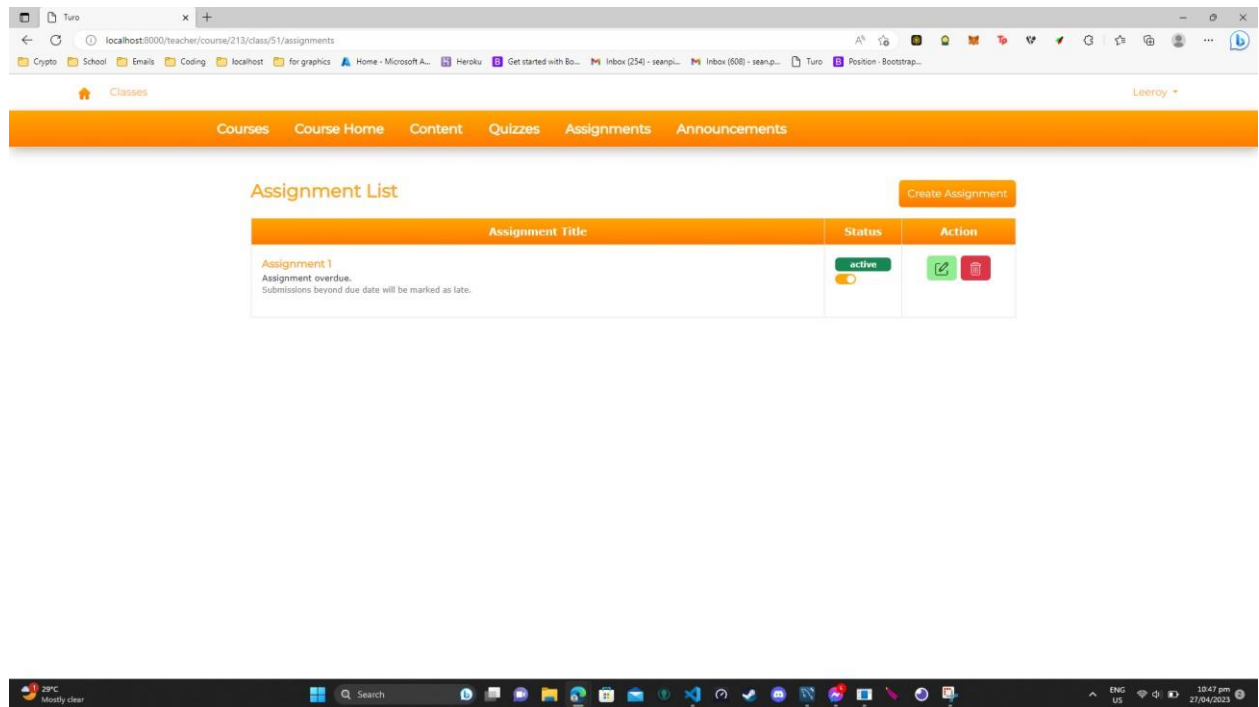 Turo
localhost:8000/teacher/course/213/class/51/assignments
Crypto School Emails Coding localhost for graphics Home - Microsoft A... Heroku Get started with Bo... Inbox (254) - seanpi... Inbox (608) - sean.p... Turo Position · Bootstrap...
Classes Leeroy
Courses Course Home Content Quizzes Assignments Announcements
Assignment List Create Assignment
Assignment Title Status Action
Assignment 1 active
Assignment overdue.
Submissions beyond due date will be marked as late.
29°C Search ENG 10:47 pm
Mostly clear US 27/04/2023